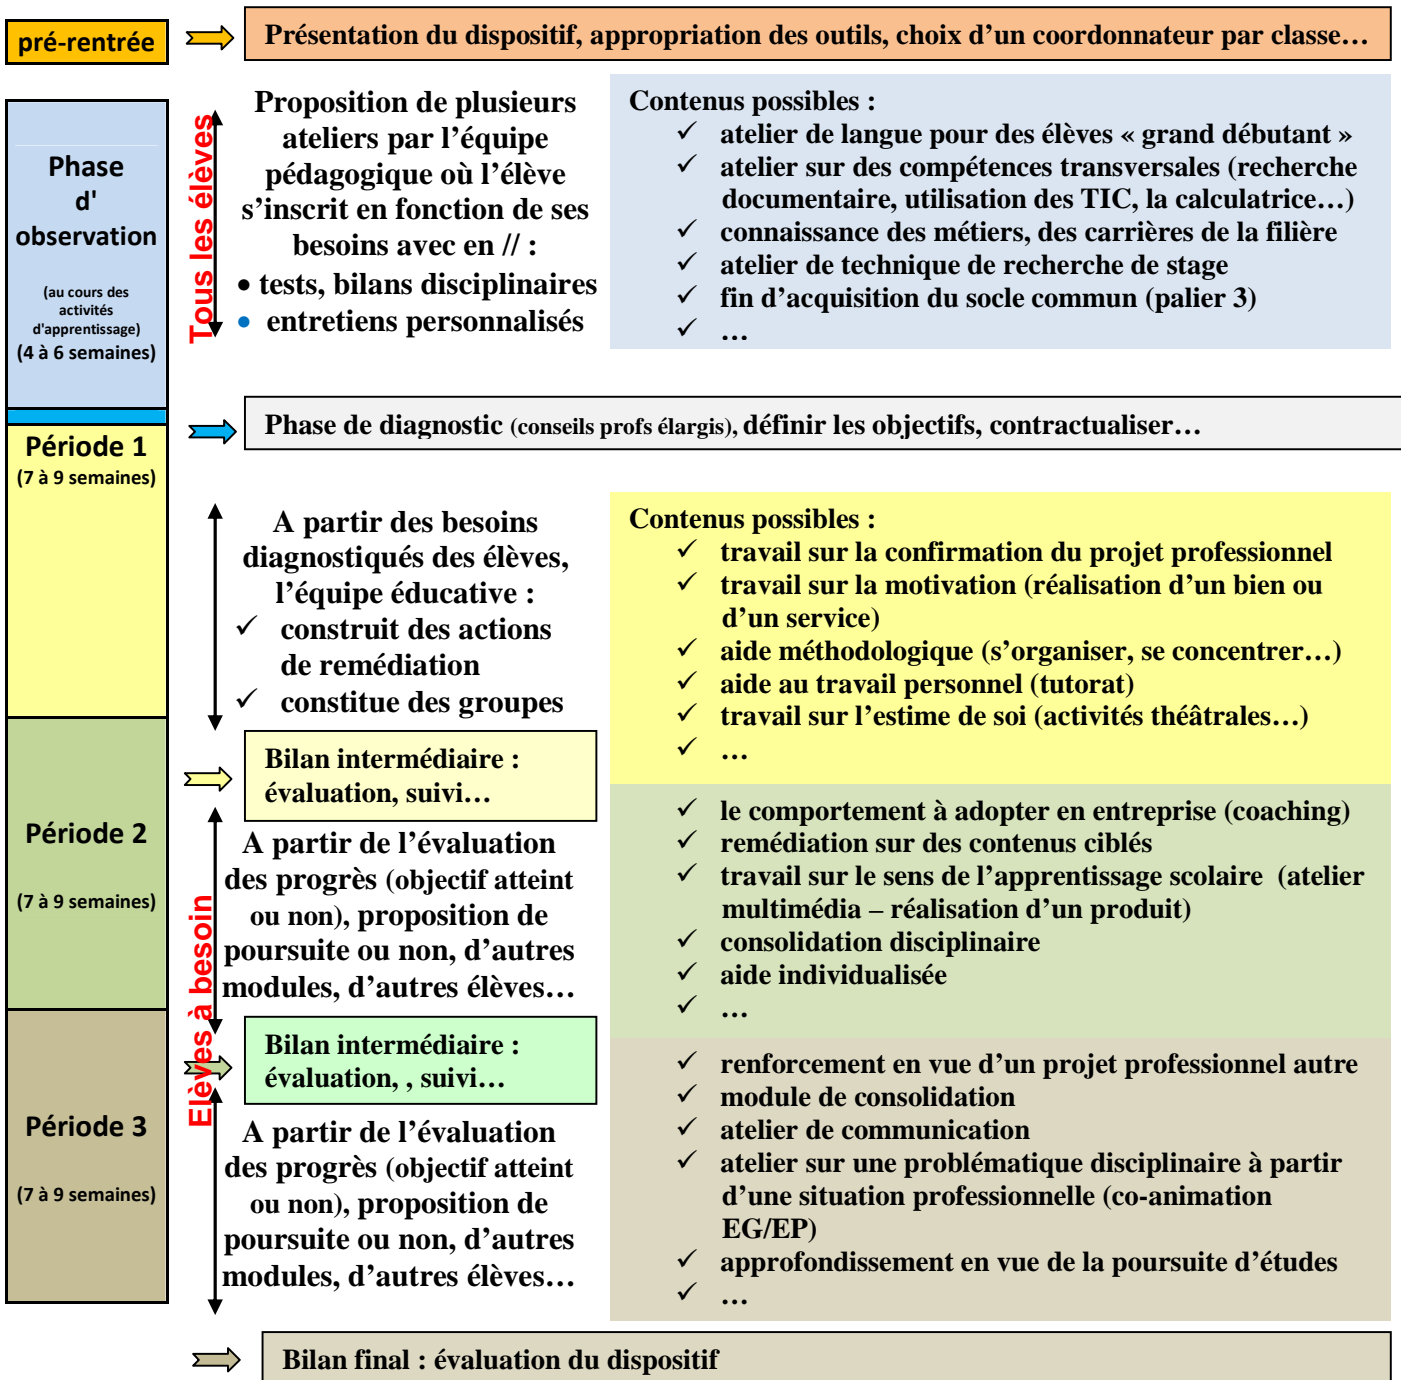 pré-rentrée
Présentation du dispositif, appropriation des outils, choix d’un coordonnateur par classe…
Phase
d'
observation
(au cours des
activités
d'apprentissage)
(4 à 6 semaines)
Tous les élèves
Proposition de plusieurs
ateliers par l’équipe
pédagogique où l’élève
s’inscrit en fonction de ses
besoins avec en // :
• tests, bilans disciplinaires
• entretiens personnalisés
Contenus possibles :
✓ atelier de langue pour des élèves « grand débutant »
✓ atelier sur des compétences transversales (recherche
documentaire, utilisation des TIC, la calculatrice…)
✓ connaissance des métiers, des carrières de la filière
✓ atelier de technique de recherche de stage
✓ fin d’acquisition du socle commun (palier 3)
✓ …
Phase de diagnostic (conseils profs élargis), définir les objectifs, contractualiser…
Période 1
(7 à 9 semaines)
A partir des besoins
diagnostiqués des élèves,
l’équipe éducative :
✓ construit des actions
de remédiation
✓ constitue des groupes
Contenus possibles :
✓ travail sur la confirmation du projet professionnel
✓ travail sur la motivation (réalisation d’un bien ou
d’un service)
✓ aide méthodologique (s’organiser, se concentrer…)
✓ aide au travail personnel (tutorat)
✓ travail sur l’estime de soi (activités théâtrales…)
✓ …
Bilan intermédiaire :
évaluation, suivi…
Période 2
(7 à 9 semaines)
Elèves à besoin
A partir de l’évaluation
des progrès (objectif atteint
ou non), proposition de
poursuite ou non, d’autres
modules, d’autres élèves…
✓ le comportement à adopter en entreprise (coaching)
✓ remédiation sur des contenus ciblés
✓ travail sur le sens de l’apprentissage scolaire (atelier
multimédia – réalisation d’un produit)
✓ consolidation disciplinaire
✓ aide individualisée
✓ …
Bilan intermédiaire :
évaluation, , suivi…
Période 3
(7 à 9 semaines)
A partir de l’évaluation
des progrès (objectif atteint
ou non), proposition de
poursuite ou non, d’autres
modules, d’autres élèves…
✓ renforcement en vue d’un projet professionnel autre
✓ module de consolidation
✓ atelier de communication
✓ atelier sur une problématique disciplinaire à partir
d’une situation professionnelle (co-animation
EG/EP)
✓ approfondissement en vue de la poursuite d’études
✓ …
Bilan final : évaluation du dispositif